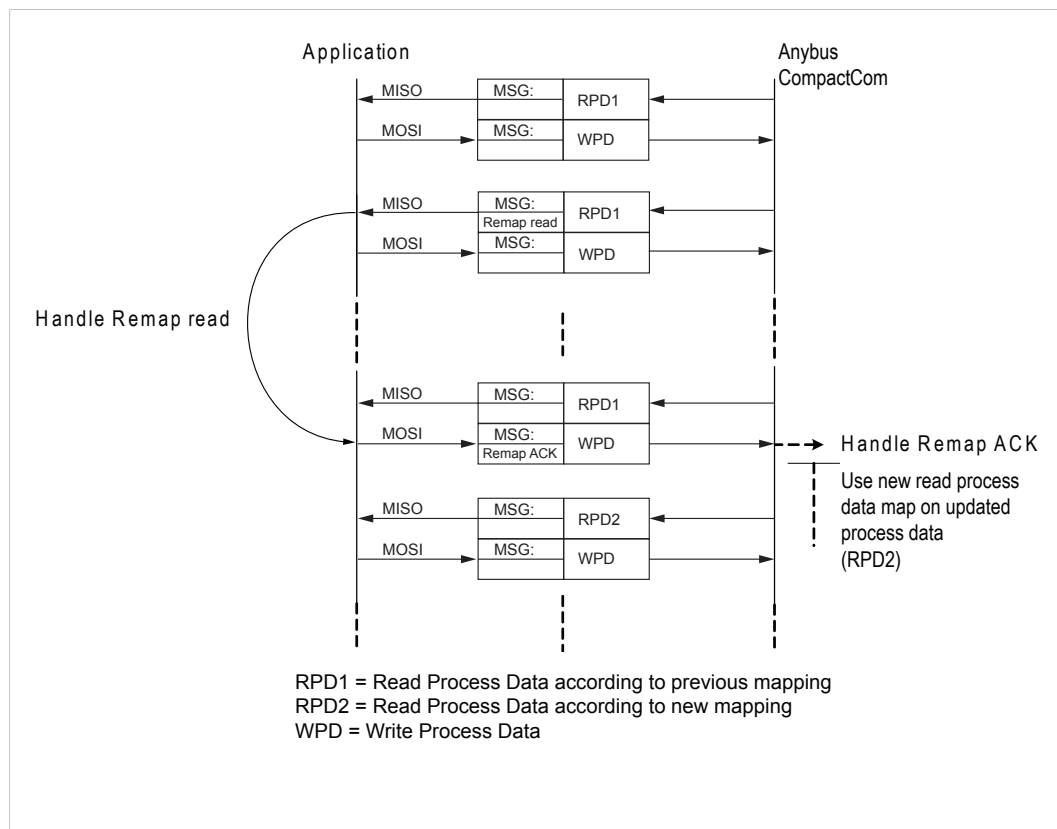 Application
Anybus
CompactCom
MISO MSG: RPD1
MOSI MSG: WPD
MISO MSG: RPD1
Remap read
MOSI MSG: WPD
Handle Remap read
MISO MSG: RPD1
MOSI MSG: WPD
Remap ACK
Handle Remap ACK
Use new read process
data map on updated
process data
(RPD2)
MISO MSG: RPD2
MOSI MSG: WPD
RPD1 = Read Process Data according to previous mapping
RPD2 = Read Process Data according to new mapping
WPD = Write Process Data